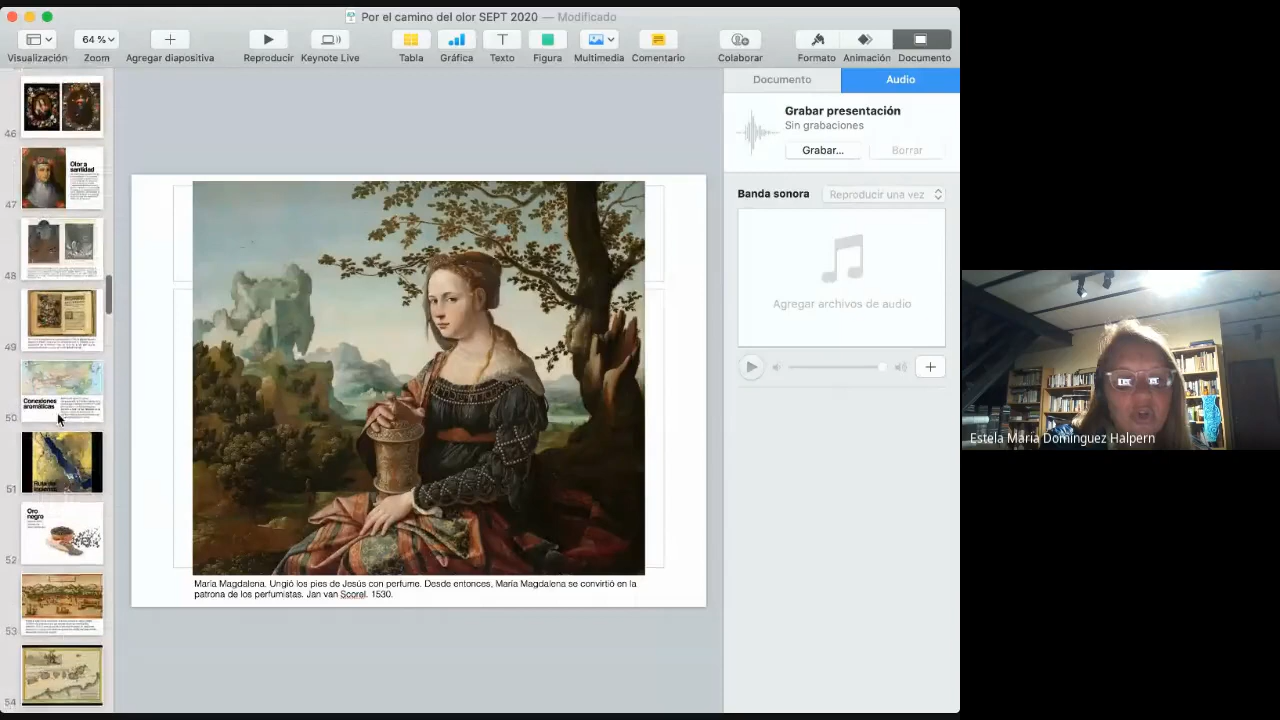 Por el camino del olor SEPT 2020 — Modificado
64 %
Visualización Zoom Agregar diapositiva Reproducir Keynote Live Tabla Gráfica Texto Figura Multimedia Comentario Colaborar Formato Animación Documento
Documento Audio
Grabar presentación
Sin grabaciones
Grabar... Borrar
Banda sonora Reproducir una vez
Agregar archivos de audio
46
Olor a
santidad
47
48
49
Conexiones
aromáticas
50
51
Oro
negro
52
53
54
María Magdalena. Ungió los pies de Jesús con perfume. Desde entonces, María Magdalena se convirtió en la
patrona de los perfumistas. Jan van Scorel. 1530.
Estela María Domínguez Halpern